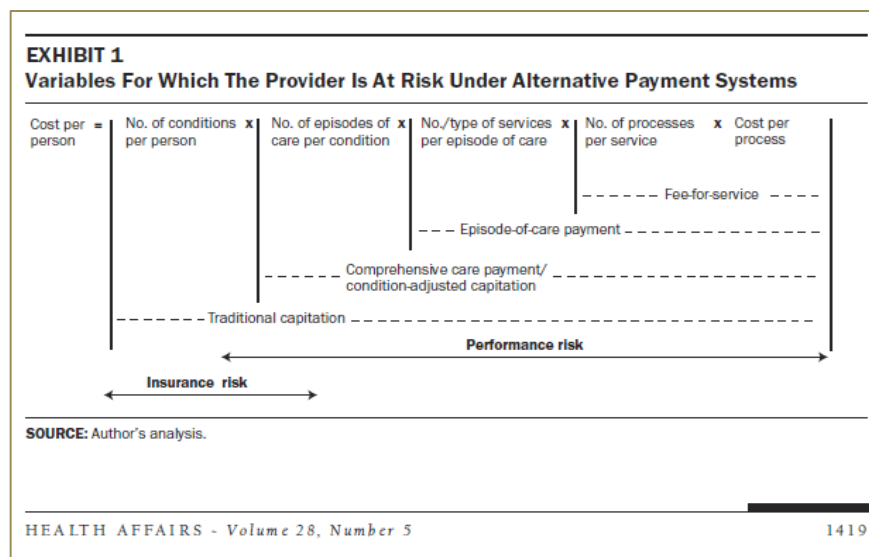 EXHIBIT 1
Variables For Which The Provider Is At Risk Under Alternative Payment Systems
Cost per = No. of conditions x No. of episodes of x No./type of services x No. of processes x Cost per
person per person care per condition per episode of care per service process
Fee-for-service
Episode-of-care payment
Comprehensive care payment/
condition-adjusted capitation
Traditional capitation
Performance risk
Insurance risk
SOURCE: Author's analysis.
HEALTH AFFAIRS - Volume 28, Number 5 1419